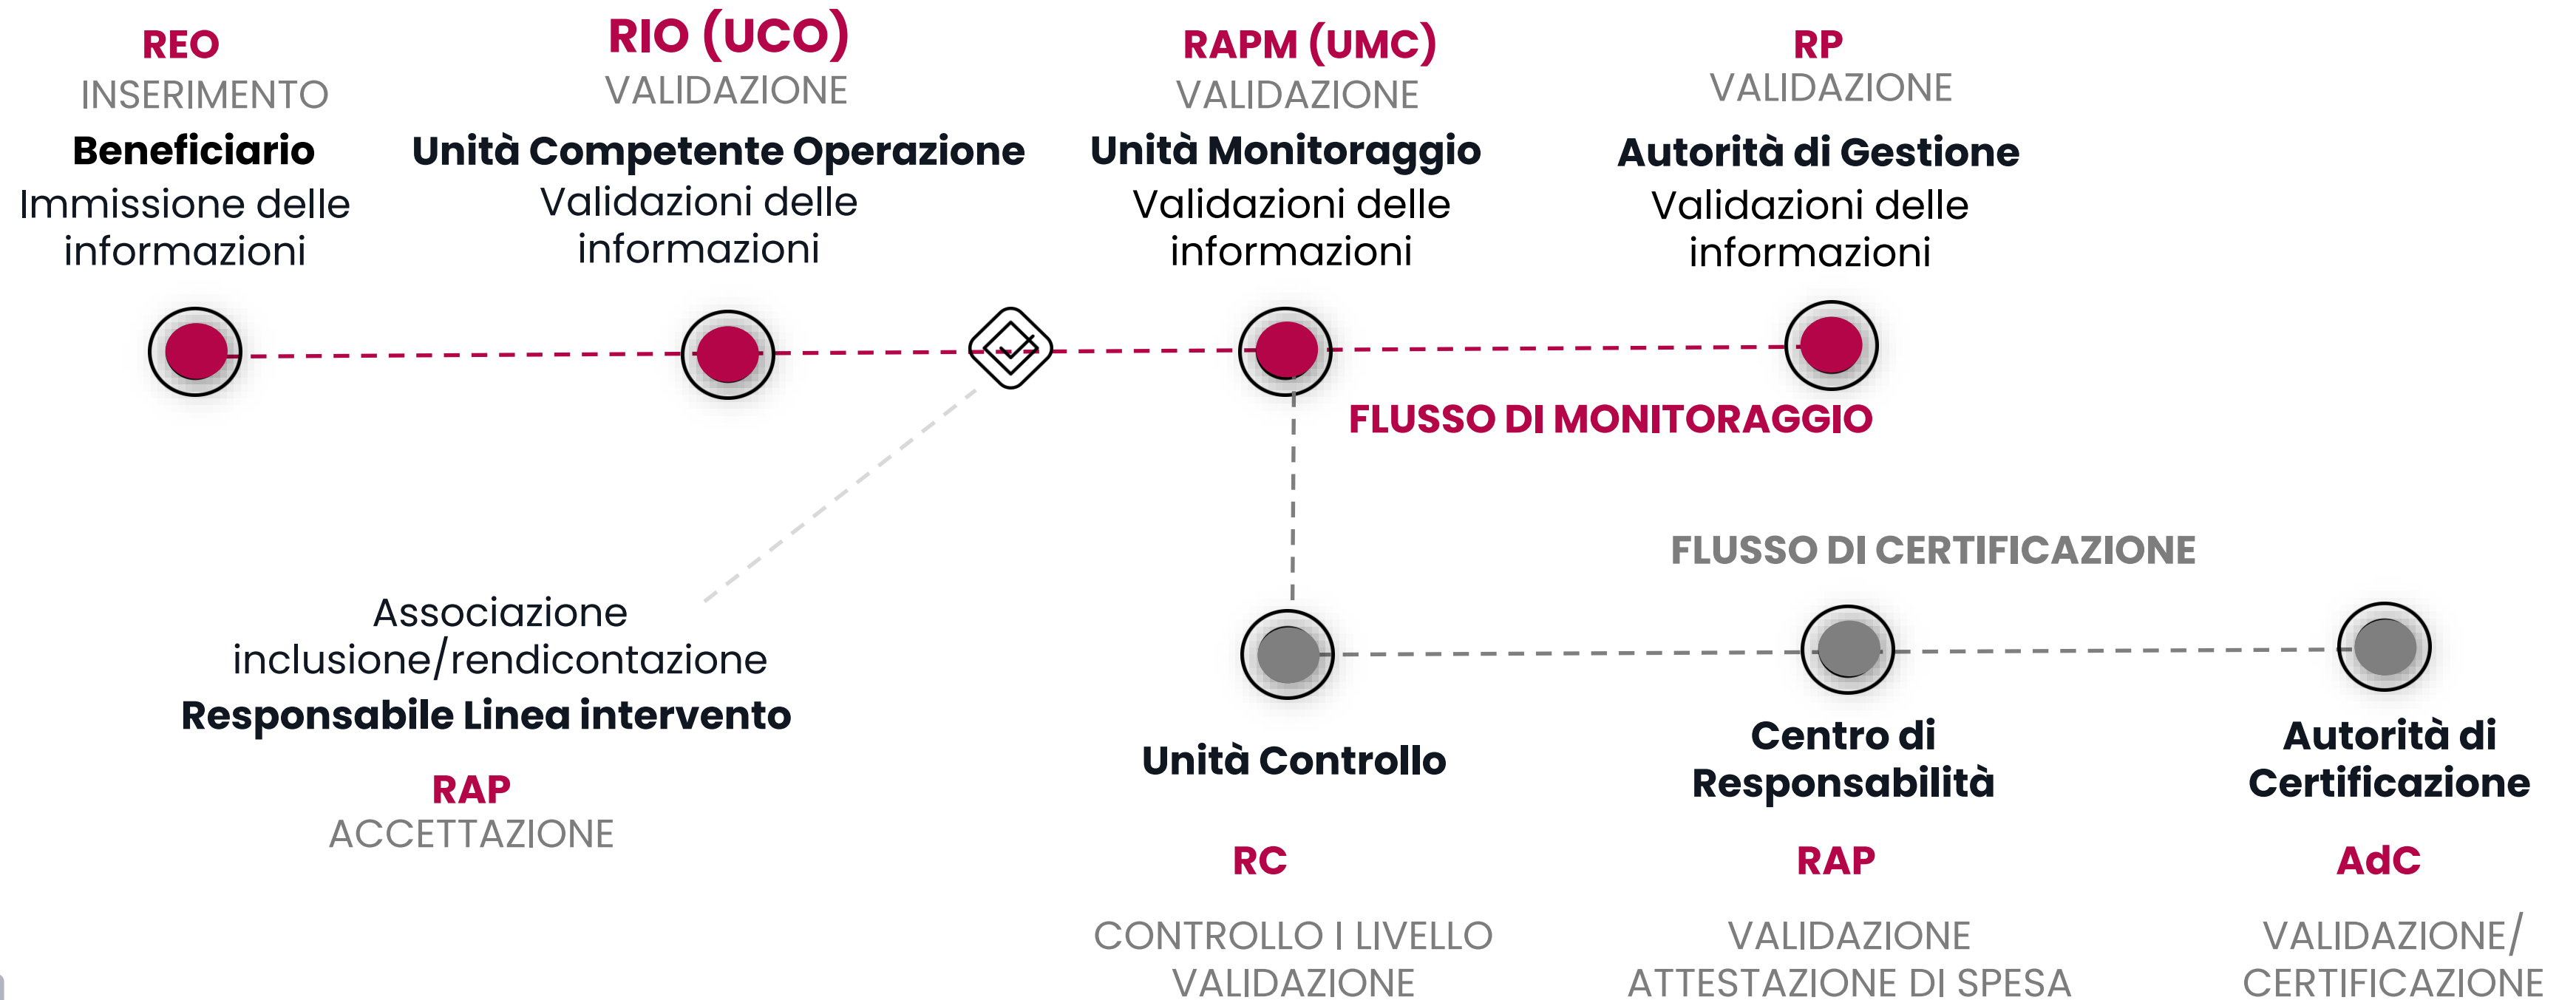 REO
INSERIMENTO
Beneficiario
Immissione delle
informazioni
RIO (UCO)
VALIDAZIONE
Unità Competente Operazione
Validazioni delle
informazioni
RAPM (UMC)
VALIDAZIONE
Unità Monitoraggio
Validazioni delle
informazioni
RP
VALIDAZIONE
Autorità di Gestione
Validazioni delle
informazioni
FLUSSO DI MONITORAGGIO
FLUSSO DI CERTIFICAZIONE
Associazione
inclusione/rendicontazione
Responsabile Linea intervento
RAP
ACCETTAZIONE
Unità Controllo
RC
CONTROLLO I LIVELLO
VALIDAZIONE
Centro di
Responsabilità
RAP
VALIDAZIONE
ATTESTAZIONE DI SPESA
Autorità di
Certificazione
AdC
VALIDAZIONE/
CERTIFICAZIONE